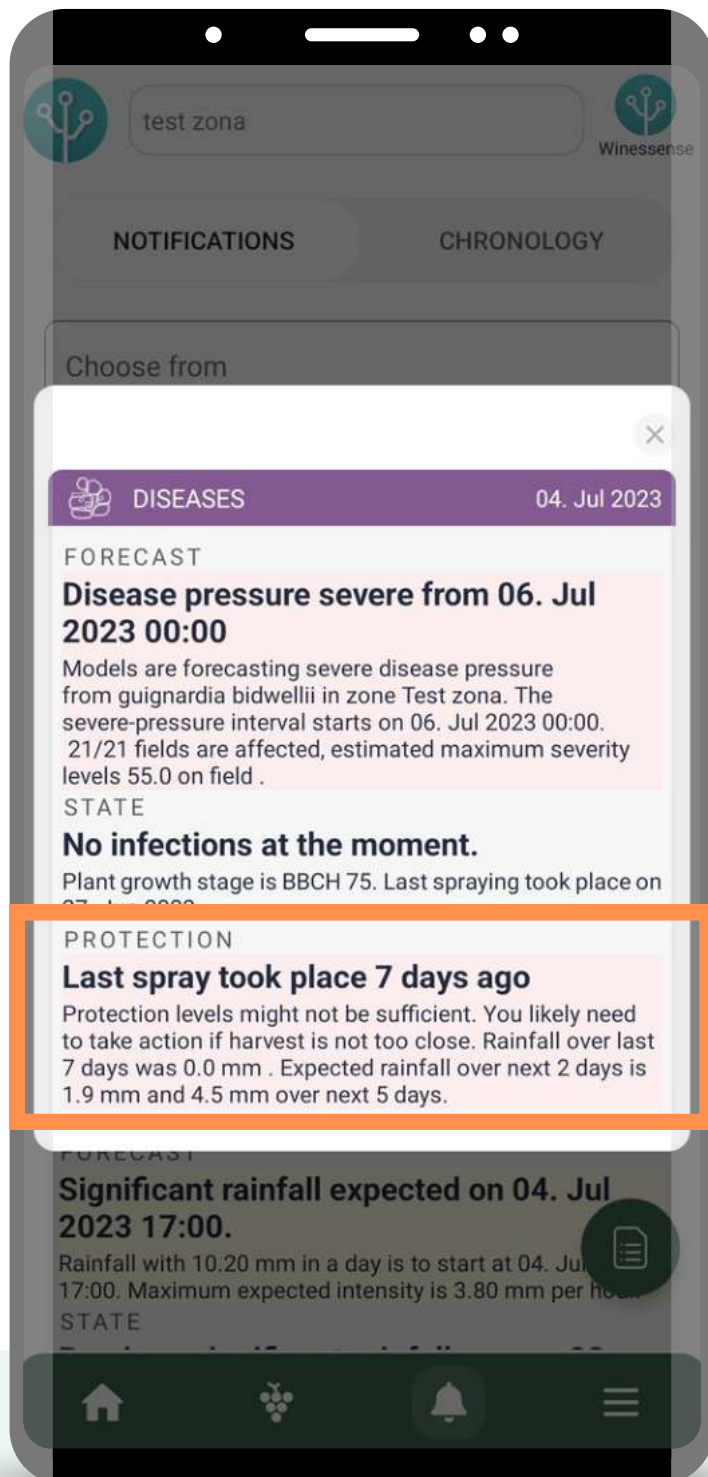 test zona
Winessense
NOTIFICATIONS
CHRONOLOGY
Choose from
DISEASES
04. Jul 2023
FORECAST
Disease pressure severe from 06. Jul
2023 00:00
Models are forecasting severe disease pressure
from guignardia bidwellii in zone Test zona. The
severe-pressure interval starts on 06. Jul 2023 00:00.
21/21 fields are affected, estimated maximum severity
levels 55.0 on field .
STATE
No infections at the moment.
Plant growth stage is BBCH 75. Last spraying took place on
PROTECTION
Last spray took place 7 days ago
Protection levels might not be sufficient. You likely need
to take action if harvest is not too close. Rainfall over last
7 days was 0.0 mm . Expected rainfall over next 2 days is
1.9 mm and 4.5 mm over next 5 days.
FORECAST
Significant rainfall expected on 04. Jul
2023 17:00.
Rainfall with 10.20 mm in a day is to start at 04. Ju
17:00. Maximum expected intensity is 3.80 mm per
STATE